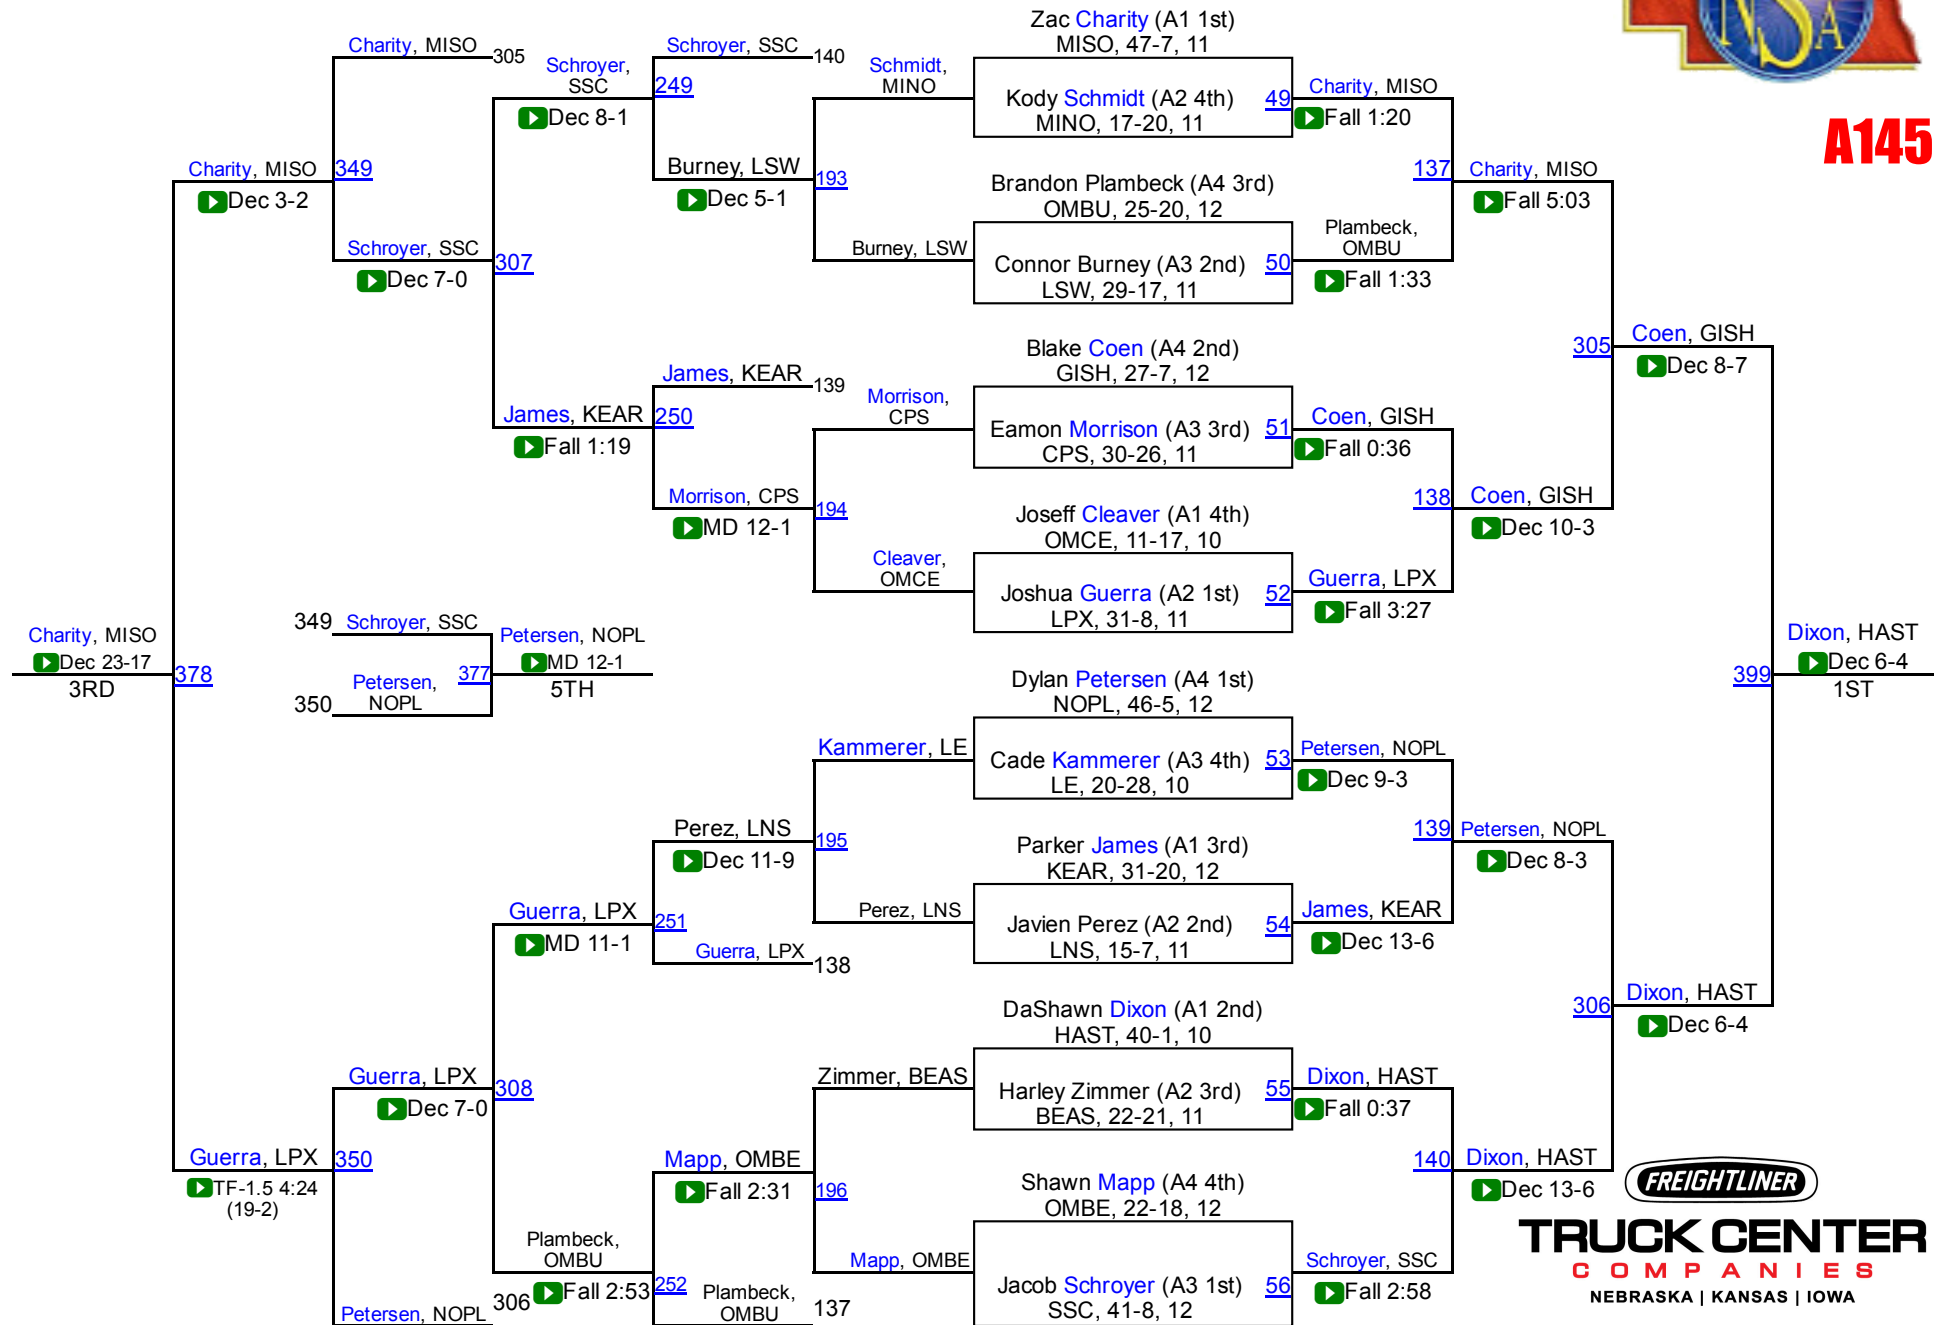 NSA
A145
Charity, MISO
305
Schroyer,
SSC
Dec 8-1
249
Schroyer, SSC
140
Schmidt,
MINO
Zac Charity (A1 1st)
MISO, 47-7, 11
Kody Schmidt (A2 4th)
MINO, 17-20, 11
49
Charity, MISO
Fall 1:20
Charity, MISO
Dec 3-2
349
Burney, LSW
Dec 5-1
193
Brandon Plambeck (A4 3rd)
OMBU, 25-20, 12
137
Charity, MISO
Fall 5:03
Schroyer, SSC
Dec 7-0
307
Burney, LSW
Connor Burney (A3 2nd)
LSW, 29-17, 11
50
Plambeck,
OMBU
Fall 1:33
Blake Coen (A4 2nd)
GISH, 27-7, 12
305
Coen, GISH
Dec 8-7
James, KEAR
139
James, KEAR
Fall 1:19
250
Morrison,
CPS
Eamon Morrison (A3 3rd)
CPS, 30-26, 11
51
Coen, GISH
Fall 0:36
Morrison, CPS
MD 12-1
194
Joseff Cleaver (A1 4th)
OMCE, 11-17, 10
138
Coen, GISH
Dec 10-3
Cleaver,
OMCE
Joshua Guerra (A2 1st)
LPX, 31-8, 11
52
Guerra, LPX
Fall 3:27
Charity, MISO
Dec 23-17
3RD
378
349
Schroyer, SSC
350
Petersen,
NOPL
377
Petersen, NOPL
MD 12-1
5TH
Dixon, HAST
Dec 6-4
1ST
399
Dylan Petersen (A4 1st)
NOPL, 46-5, 12
Kammerer, LE
Cade Kammerer (A3 4th)
LE, 20-28, 10
53
Petersen, NOPL
Dec 9-3
Perez, LNS
Dec 11-9
195
Parker James (A1 3rd)
KEAR, 31-20, 12
139
Petersen, NOPL
Dec 8-3
Guerra, LPX
MD 11-1
251
Perez, LNS
Javien Perez (A2 2nd)
LNS, 15-7, 11
54
James, KEAR
Dec 13-6
Guerra, LPX
138
DaShawn Dixon (A1 2nd)
HAST, 40-1, 10
306
Dixon, HAST
Dec 6-4
Guerra, LPX
Dec 7-0
308
Zimmer, BEAS
Harley Zimmer (A2 3rd)
BEAS, 22-21, 11
55
Dixon, HAST
Fall 0:37
Guerra, LPX
TF-1.5 4:24
(19-2)
350
Mapp, OMBE
Fall 2:31
196
Shawn Mapp (A4 4th)
OMBE, 22-18, 12
140
Dixon, HAST
Dec 13-6
Plambeck,
OMBU
Fall 2:53
252
Mapp, OMBE
Jacob Schroyer (A3 1st)
SSC, 41-8, 12
56
Schroyer, SSC
Fall 2:58
Petersen, NOPL
306
Plambeck,
OMBU
137
FREIGHTLINER
TRUCK CENTER
COMPANIES
NEBRASKA | KANSAS | IOWA